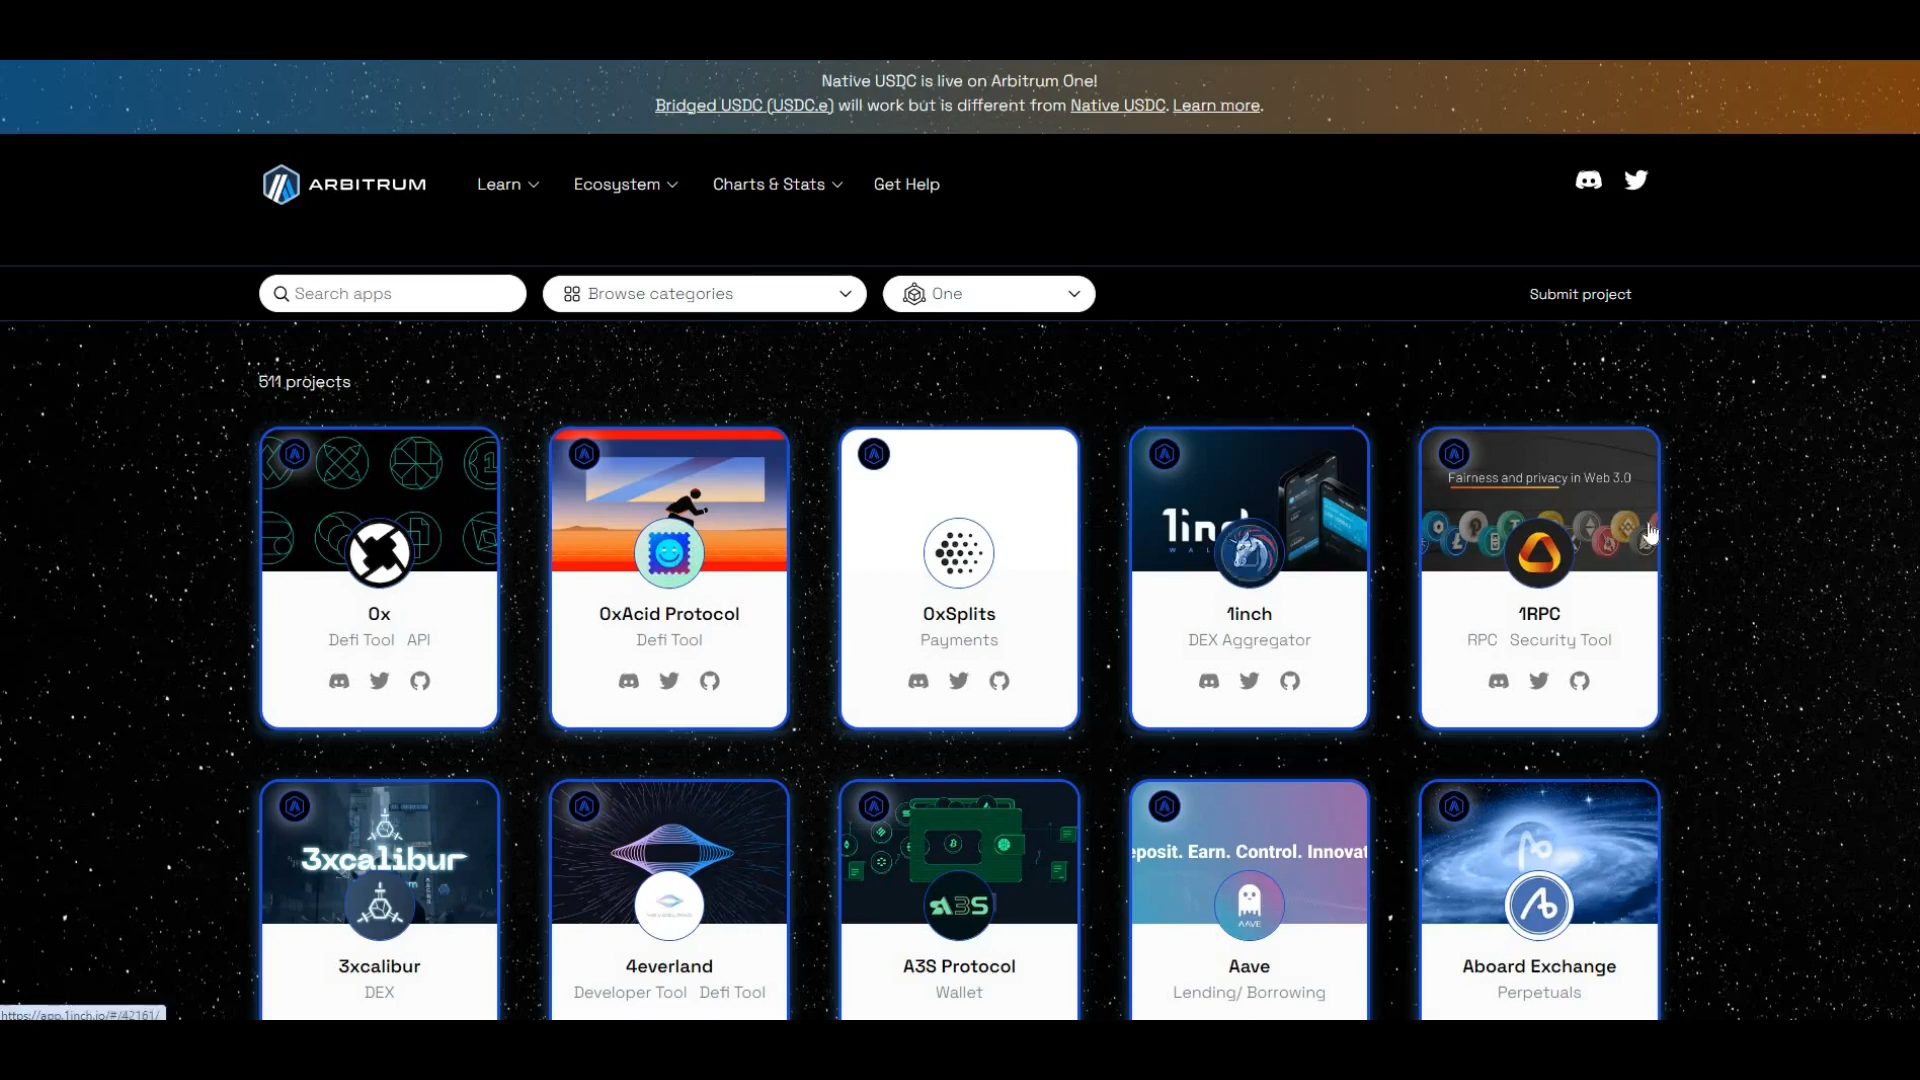 Native USDC is live on Arbitrum One!
Bridged USDC (USDC.e) will work but is different from Native USDC. Learn more.
ARBITRUM Learn Ecosystem Charts & Stats Get Help
Search apps Browse categories One Submit project
511 projects
1inch
WAL
Fairness and privacy in Web 3.0
0x 0xAcid Protocol 0xSplits 1inch 1RPC
Defi Tool API Defi Tool Payments DEX Aggregator RPC Security Tool
3xcalibur
eposit. Earn. Control. Innovat
A3S
AAVE
3xcalibur 4everland A3S Protocol Aave Aboard Exchange
DEX Developer Tool Defi Tool Wallet Lending/ Borrowing Perpetuals
https://app.1inch.io/#/42161/